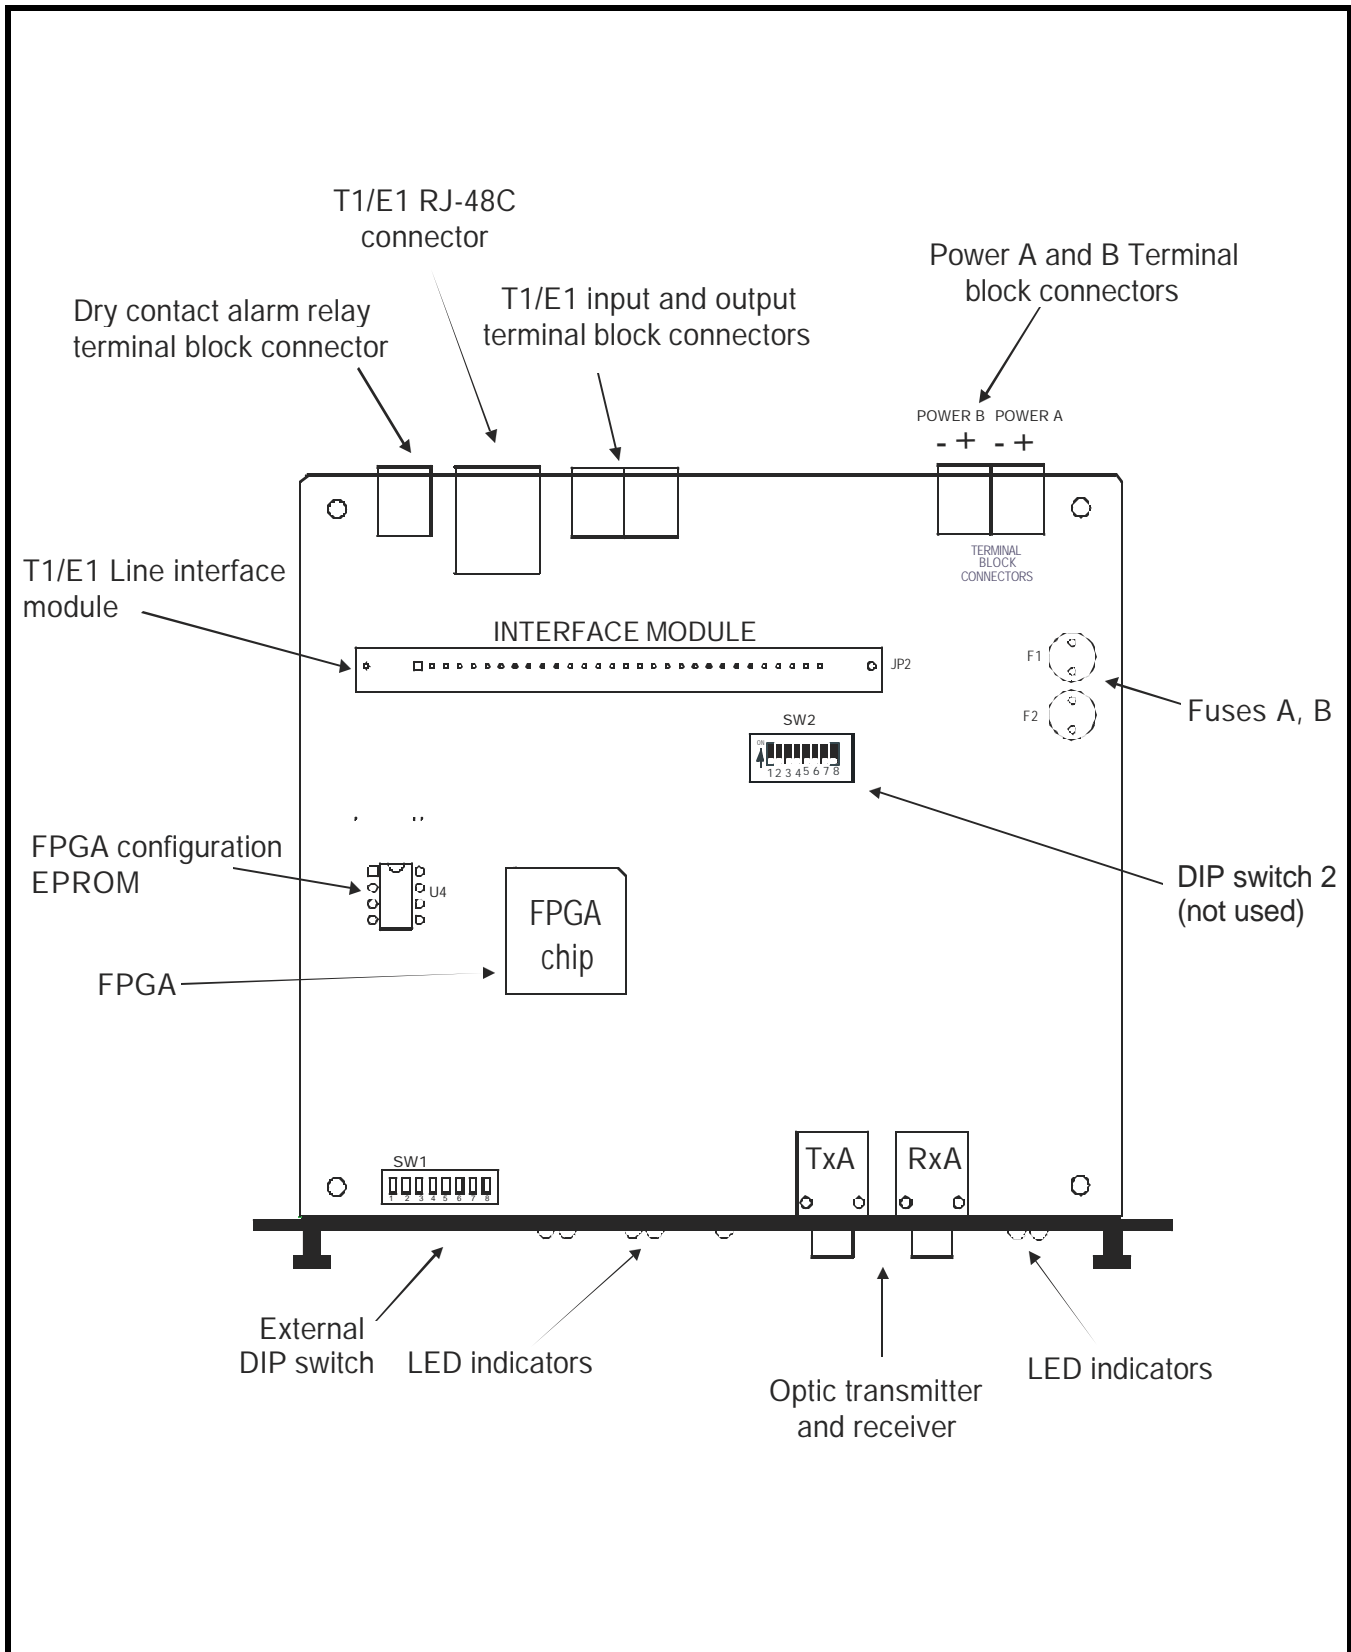 T1/E1 RJ-48C
connector
Power A and B Terminal
block connectors
T1/E1 input and output
terminal block connectors
Dry contact alarm relay
terminal block connector
POWER B POWER A
- + - +
TERMINAL
BLOCK
CONNECTORS
T1/E1 Line interface
module
INTERFACE MODULE
JP2
F1
F2
Fuses A, B
SW2
ON
1 2 3 4 5 6 7 8
FPGA configuration
EPROM
U4
FPGA
chip
DIP switch 2
(not used)
FPGA
TxA
RxA
SW1
1 2 3 4 5 6 7 8
External
DIP switch
LED indicators
Optic transmitter
and receiver
LED indicators